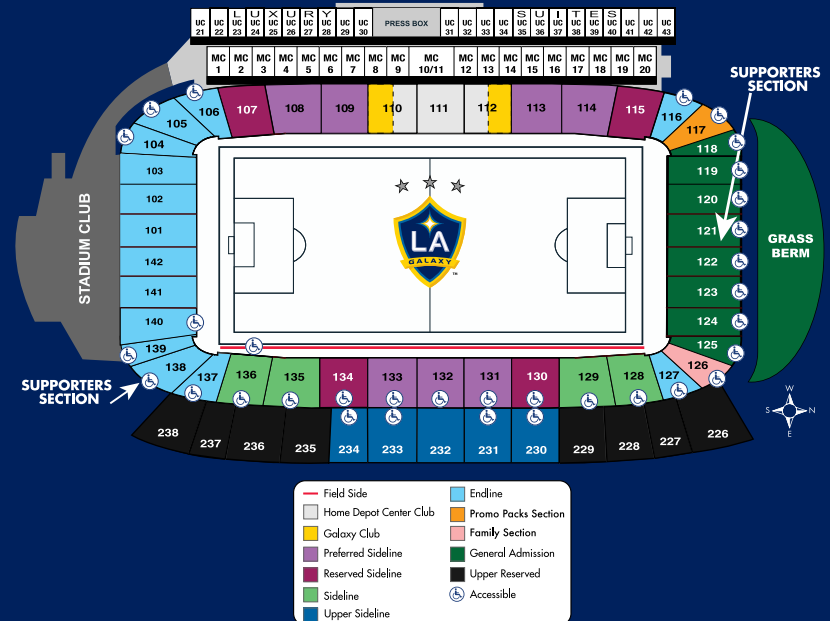 LUXURY
SUITES
PRESS BOX
UC 21
UC 22
UC 23
UC 24
UC 25
UC 26
UC 27
UC 28
UC 29
UC 30
UC 31
UC 32
UC 33
UC 34
UC 35
UC 36
UC 37
UC 38
UC 39
UC 40
UC 41
UC 42
UC 43
MC 1
MC 2
MC 3
MC 4
MC 5
MC 6
MC 7
MC 8
MC 9
MC 10/11
MC 12
MC 13
MC 14
MC 15
MC 16
MC 17
MC 18
MC 19
MC 20
SUPPORTERS
SECTION
104
105
106
107
108
109
110
111
112
113
114
115
116
117
118
119
120
121
122
123
124
125
103
102
101
142
141
140
139
138
137
136
135
134
133
132
131
130
129
128
127
126
STADIUM CLUB
GRASS
BERM
LA
GALAXY
TM
SUPPORTERS
SECTION
238
237
236
235
234
233
232
231
230
229
228
227
226
W
S N
E
Field Side
Home Depot Center Club
Galaxy Club
Preferred Sideline
Reserved Sideline
Sideline
Upper Sideline
Endline
Promo Packs Section
Family Section
General Admission
Upper Reserved
Accessible